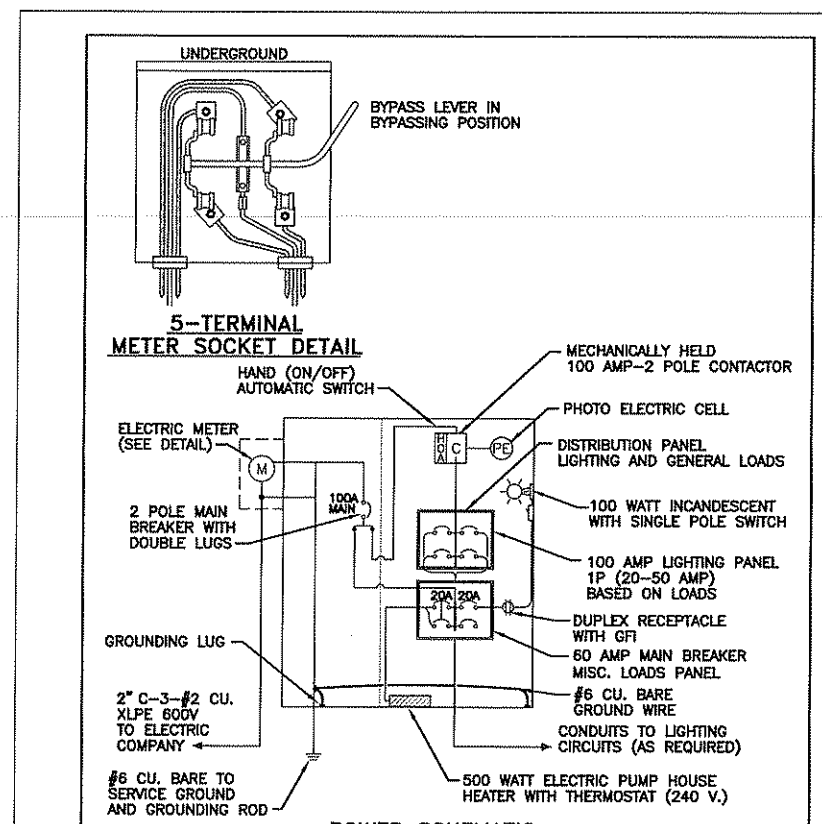 UNDERGROUND
BYPASS LEVER IN
BYPASSING POSITION
5-TERMINAL
METER SOCKET DETAIL
HAND (ON/OFF)
AUTOMATIC SWITCH
MECHANICALLY HELD
100 AMP-2 POLE CONTACTOR
ELECTRIC METER
(SEE DETAIL)
PHOTO ELECTRIC CELL
HOA
C
PE
M
DISTRIBUTION PANEL
LIGHTING AND GENERAL LOADS
100A
MAIN
2 POLE MAIN
BREAKER WITH
DOUBLE LUGS
100 WATT INCANDESCENT
WITH SINGLE POLE SWITCH
100 AMP LIGHTING PANEL
1P (20-50 AMP)
BASED ON LOADS
20A 20A
DUPLEX RECEPTACLE
WITH GFI
GROUNDING LUG
60 AMP MAIN BREAKER
MISC. LOADS PANEL
2" C-3-#2 CU.
XLPE 600V
TO ELECTRIC
COMPANY
#6 CU. BARE
GROUND WIRE
CONDUITS TO LIGHTING
CIRCUITS (AS REQUIRED)
#6 CU. BARE TO
SERVICE GROUND
AND GROUNDING ROD
500 WATT ELECTRIC PUMP HOUSE
HEATER WITH THERMOSTAT (240 V.)
POWER SCHEMATIC